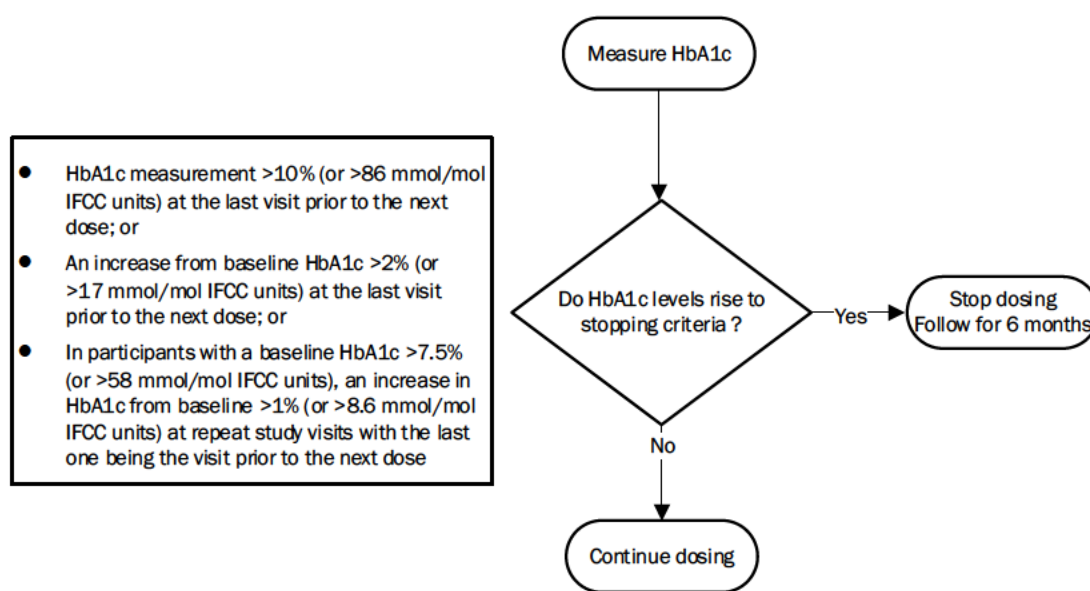 Measure HbA1c
● HbA1c measurement >10% (or >86 mmol/mol
IFCC units) at the last visit prior to the next
dose; or
● An increase from baseline HbA1c >2% (or
>17 mmol/mol IFCC units) at the last visit
prior to the next dose; or
● In participants with a baseline HbA1c >7.5%
(or >58 mmol/mol IFCC units), an increase in
HbA1c from baseline >1% (or >8.6 mmol/mol
IFCC units) at repeat study visits with the last
one being the visit prior to the next dose
Do HbA1c levels rise to
stopping criteria ?
Yes
Stop dosing
Follow for 6 months
No
Continue dosing